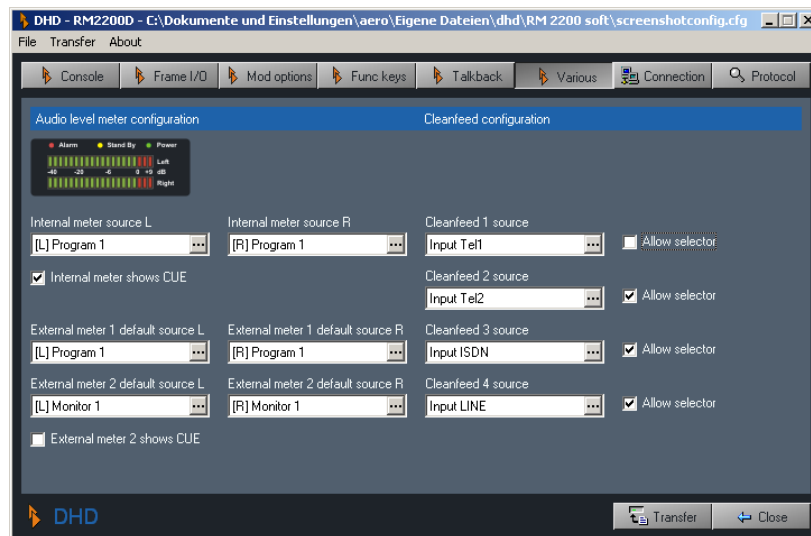 DHD - RM2200D - C:\Dokumente und Einstellungen\aero\Eigene Dateien\dhd\RM 2200 soft\screenshotconfig.cfg
File Transfer About
Console Frame I/O Mod options Func keys Talkback Various Connection Protocol
Audio level meter configuration Cleanfeed configuration
Alarm Stand By Power
Left
-40 -20 -6 0 +9 dB
Right
Internal meter source L Internal meter source R Cleanfeed 1 source
[L] Program 1 ... [R] Program 1 ... Input Tel1 ... Allow selector
Internal meter shows CUE Cleanfeed 2 source
Input Tel2 ... Allow selector
External meter 1 default source L External meter 1 default source R Cleanfeed 3 source
[L] Program 1 ... [R] Program 1 ... Input ISDN ... Allow selector
External meter 2 default source L External meter 2 default source R Cleanfeed 4 source
[L] Monitor 1 ... [R] Monitor 1 ... Input LINE ... Allow selector
External meter 2 shows CUE
DHD Transfer Close